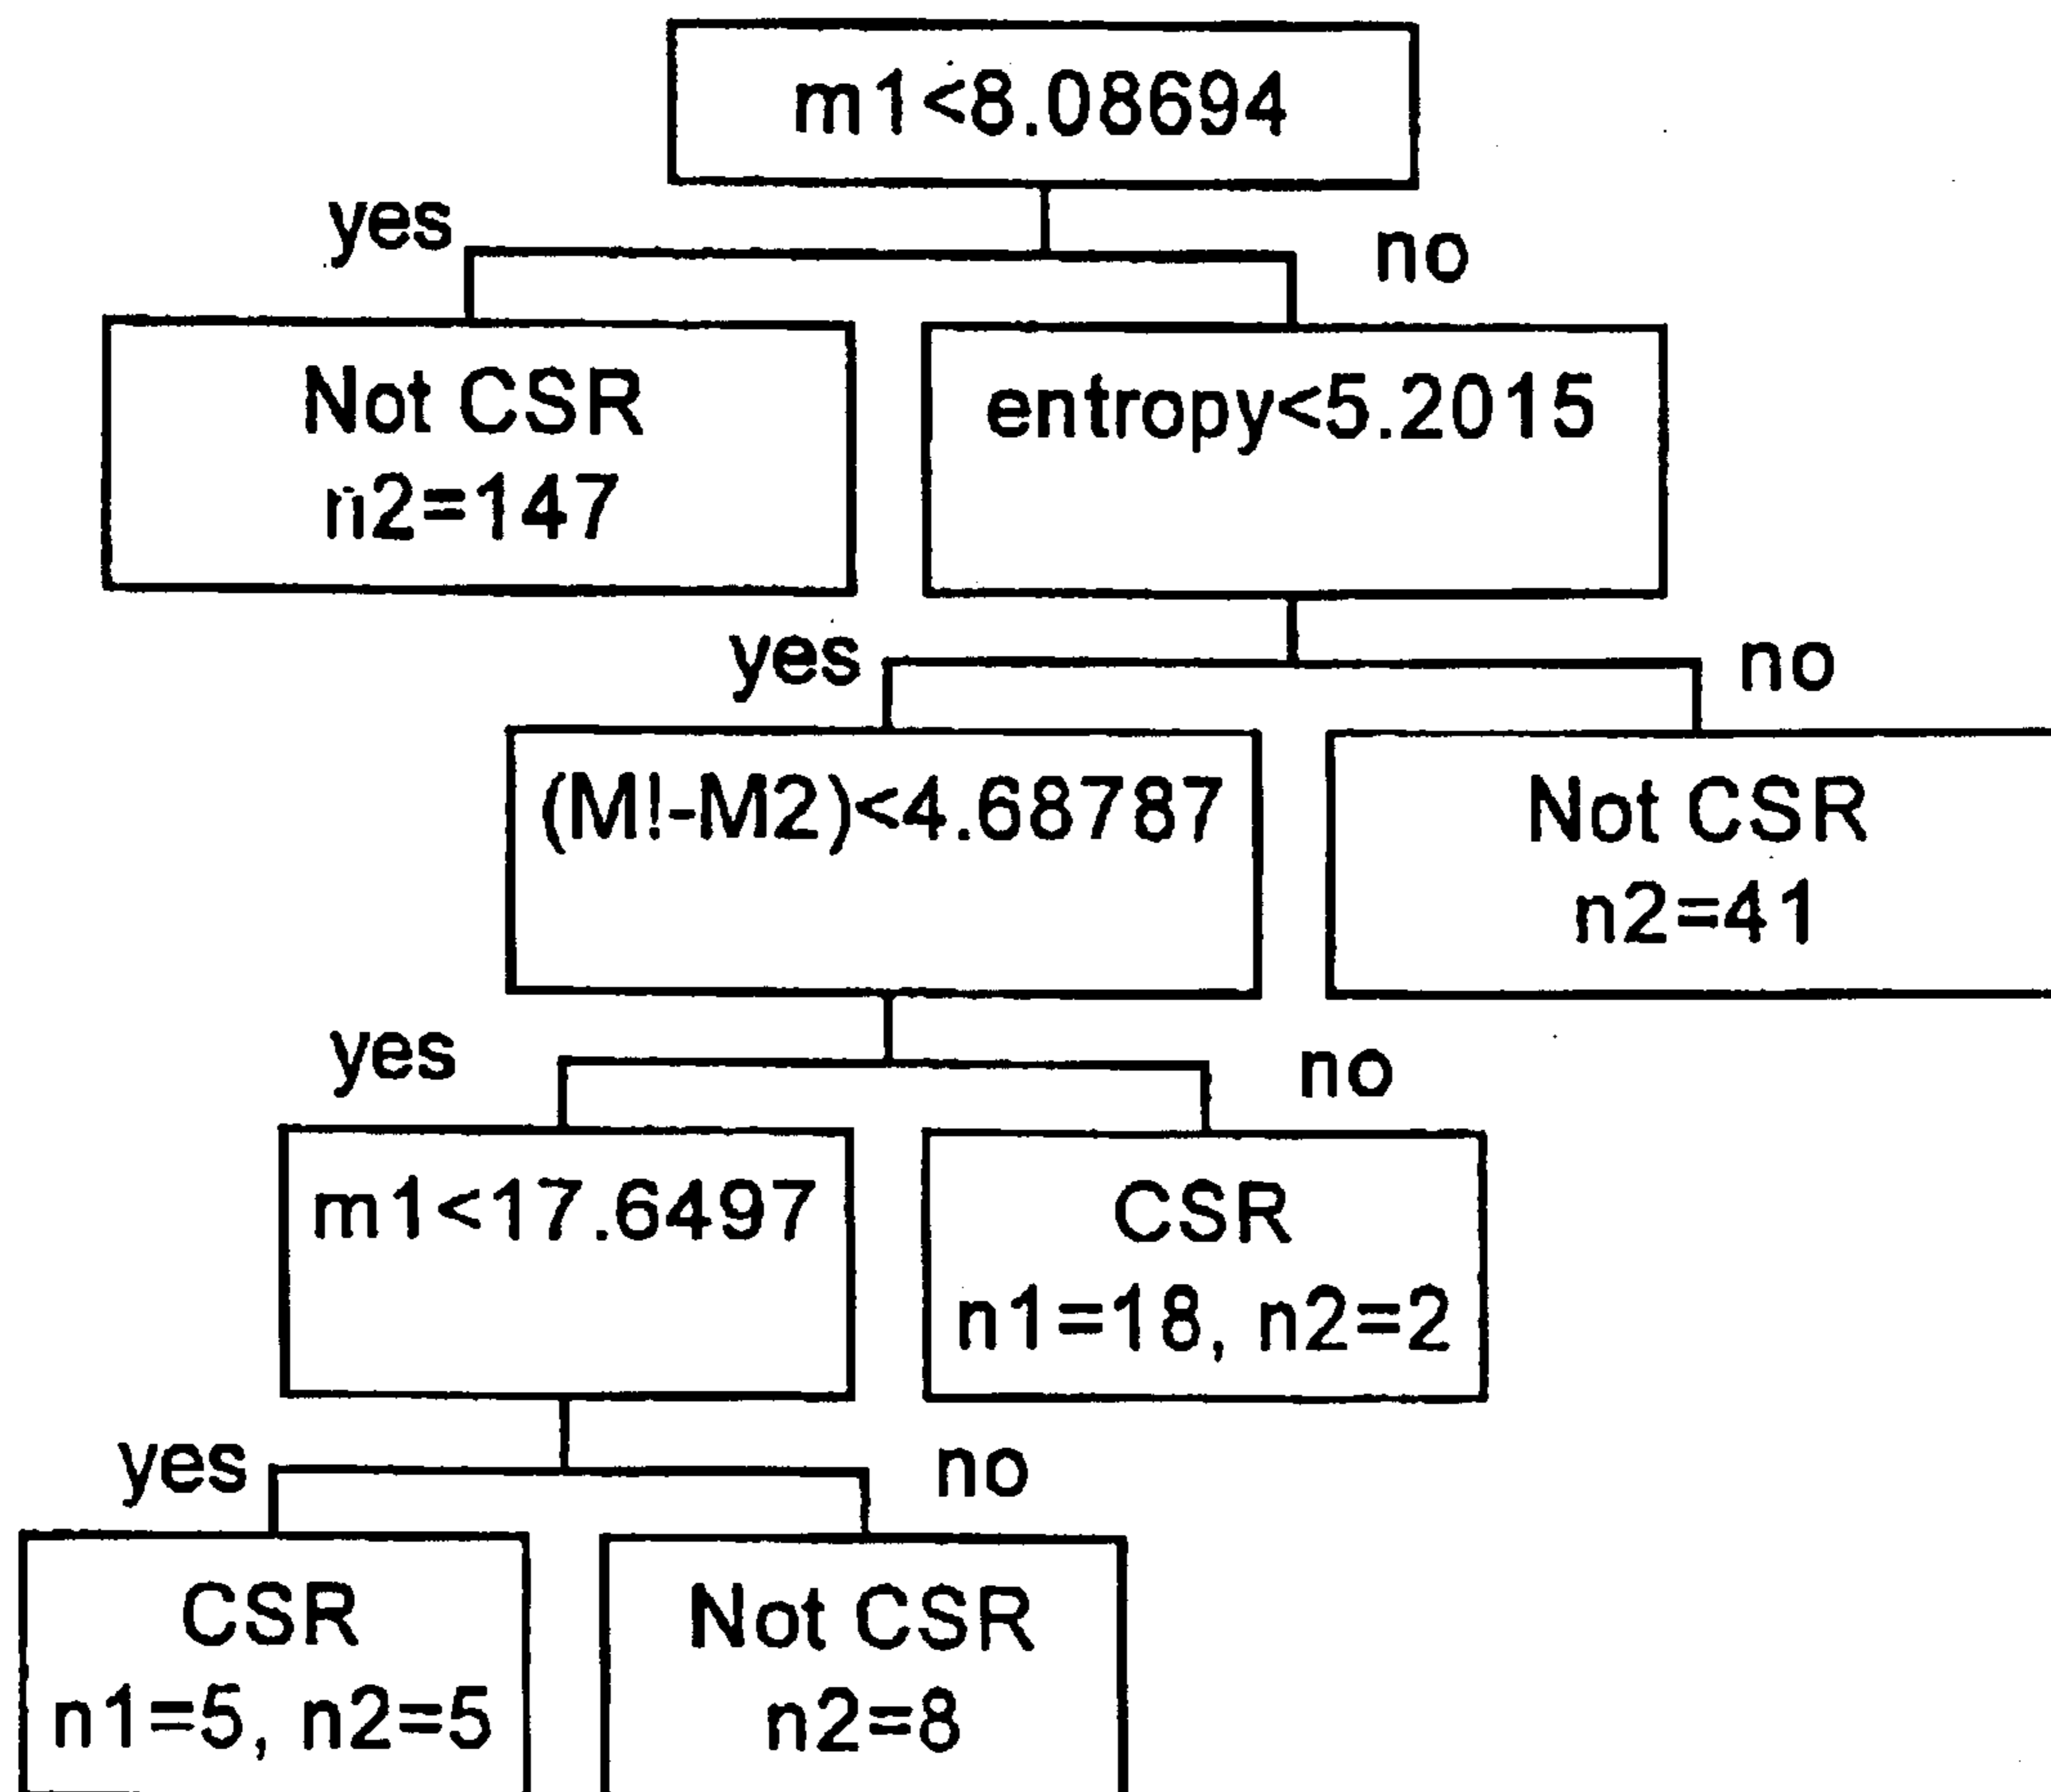 m1<8.08694
yes
no
Not CSR
n2=147
entropy<5.2015
yes
no
(M!-M2)<4.68787
Not CSR
n2=41
yes
no
m1<17.6497
CSR
n1=18, n2=2
yes
no
CSR
n1=5, n2=5
Not CSR
n2=8